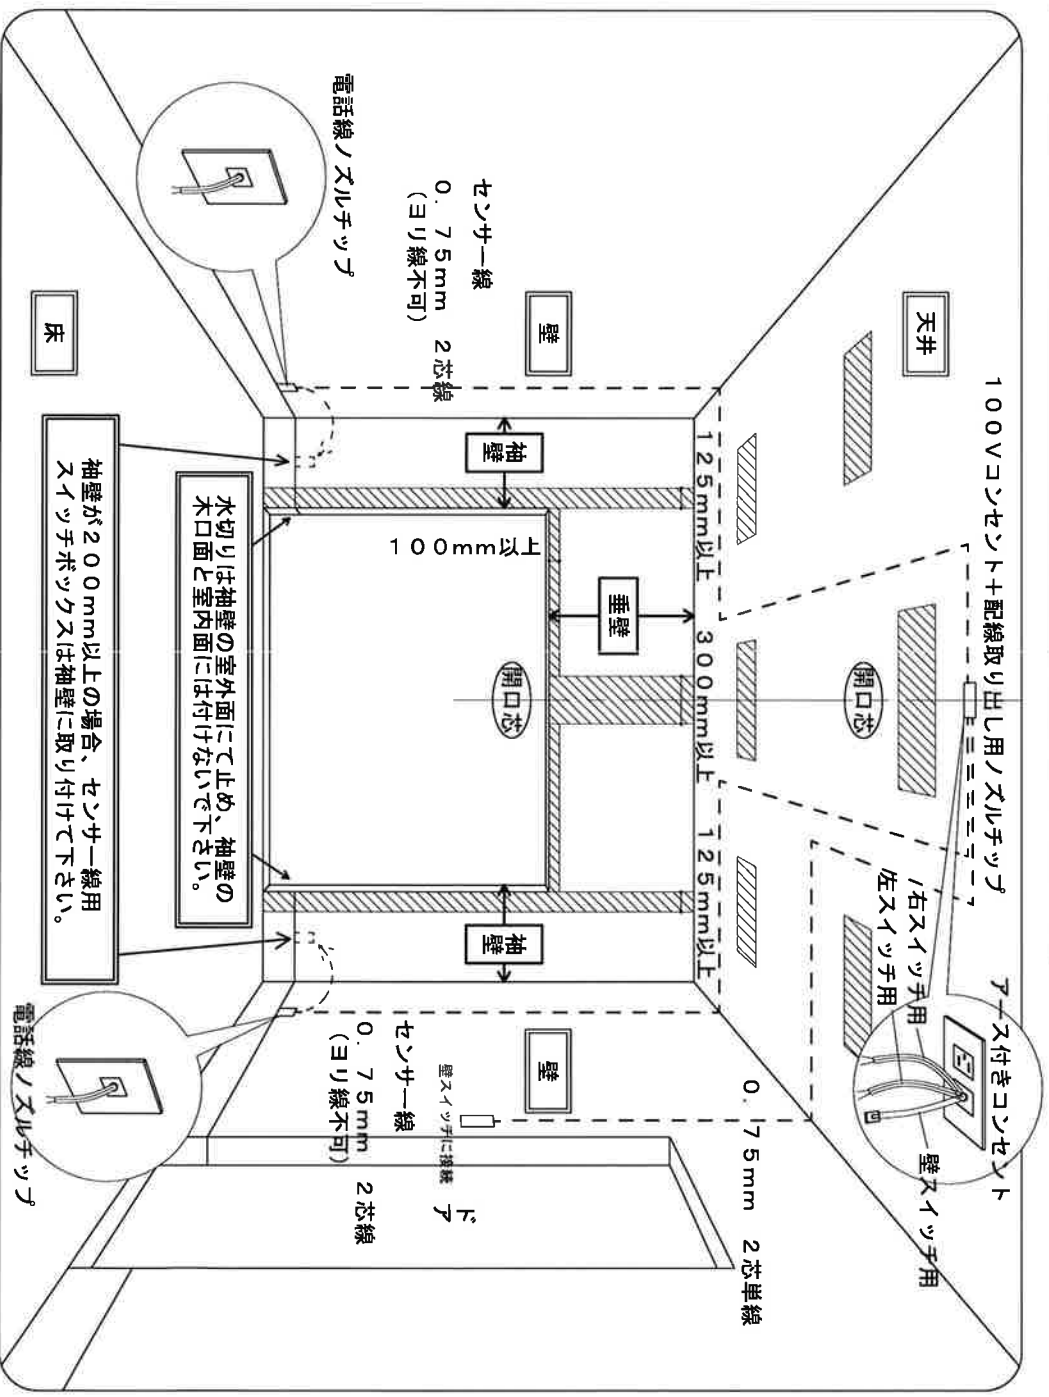 100Vコンセント+配線取り出し用ノズルチップ
アース付きコンセント
天井
開口芯
右スイッチ用
左スイッチ用
壁スイッチ用
125mm以上
300mm以上
125mm以上
0.75mm 2芯単線
垂壁
壁
壁
センサー線
0.75mm 2芯線
(ヨリ線不可)
袖壁
100mm以上
開口芯
袖壁
壁スイッチに接続
ドア
センサー線
0.75mm 2芯線
(ヨリ線不可)
電話線ノズルチップ
水切りは袖壁の室外面にて止め、袖壁の
木口面と室内面には付けないで下さい。
床
袖壁が200mm以上の場合、センサー線用
スイッチボックスは袖壁に取り付けて下さい。
電話線ノズルチップ